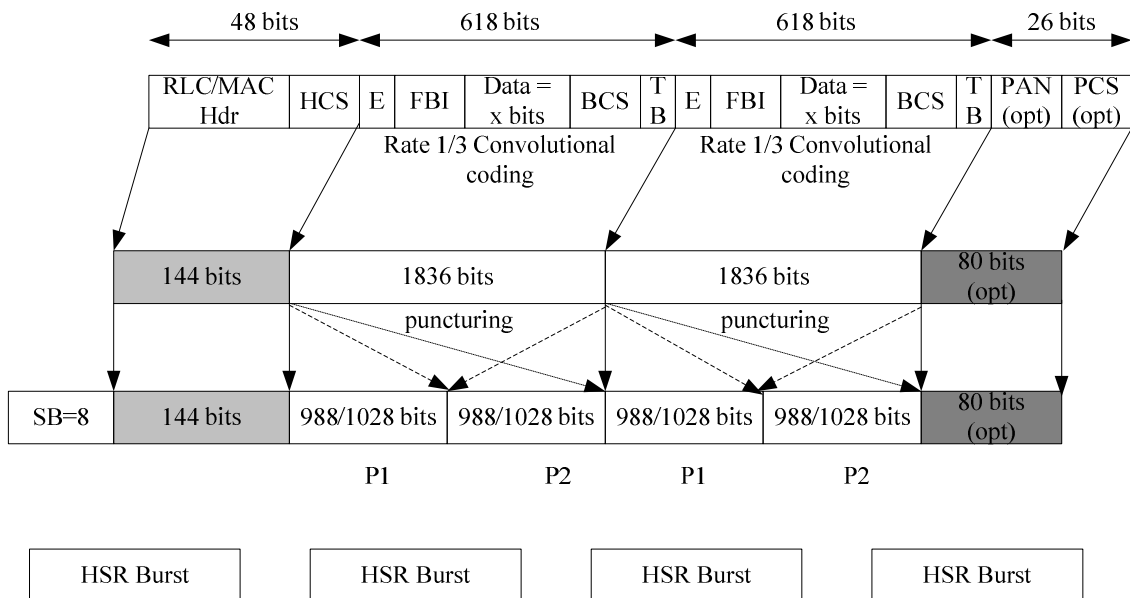 48 bits 618 bits 618 bits 26 bits
RLC/MAC Hdr
HCS
E
FBI
Data = x bits
BCS
T B
E
FBI
Data = x bits
BCS
T B
PAN (opt)
PCS (opt)
Rate 1/3 Convolutional coding
Rate 1/3 Convolutional coding
144 bits 1836 bits 1836 bits 80 bits (opt)
puncturing puncturing
SB=8 144 bits 988/1028 bits 988/1028 bits 988/1028 bits 988/1028 bits 80 bits (opt)
P1 P2 P1 P2
HSR Burst HSR Burst HSR Burst HSR Burst